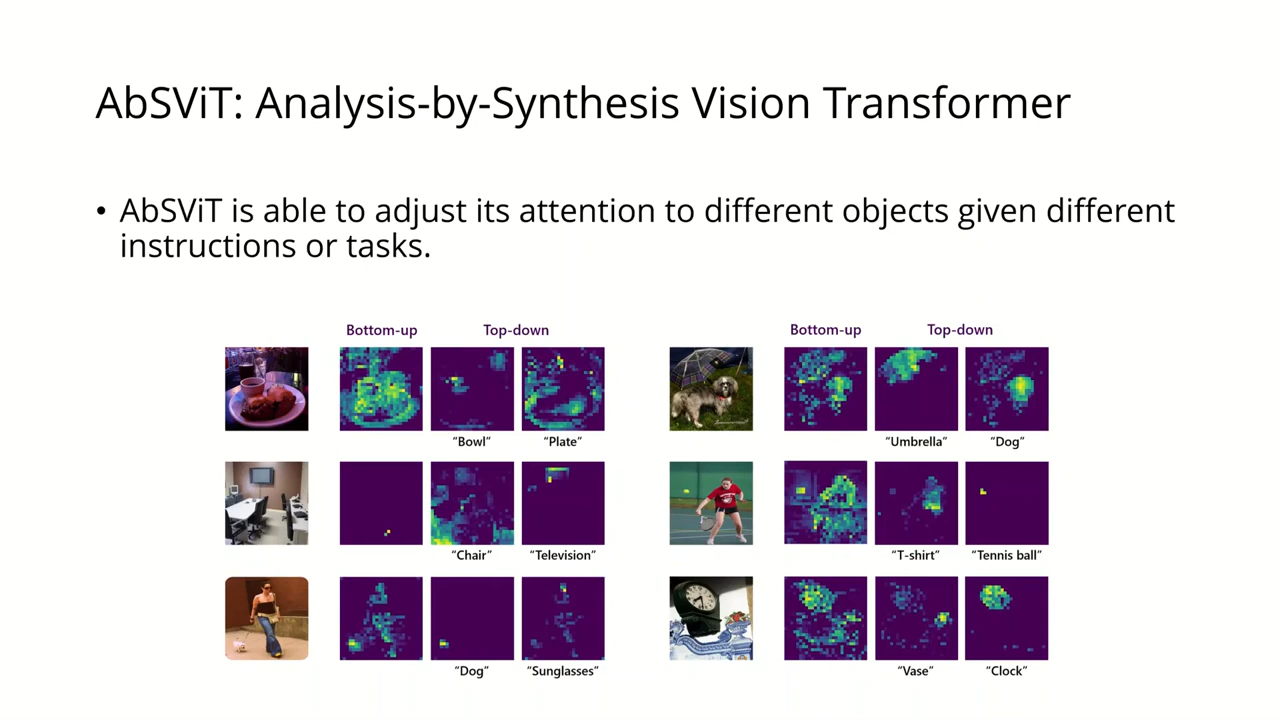 AbSViT: Analysis-by-Synthesis Vision Transformer
• AbSViT is able to adjust its attention to different objects given different
instructions or tasks.
Bottom-up Top-down
"Bowl" "Plate"
"Chair" "Television"
"Dog" "Sunglasses"
Bottom-up Top-down
"Umbrella" "Dog"
"T-shirt" "Tennis ball"
"Vase" "Clock"